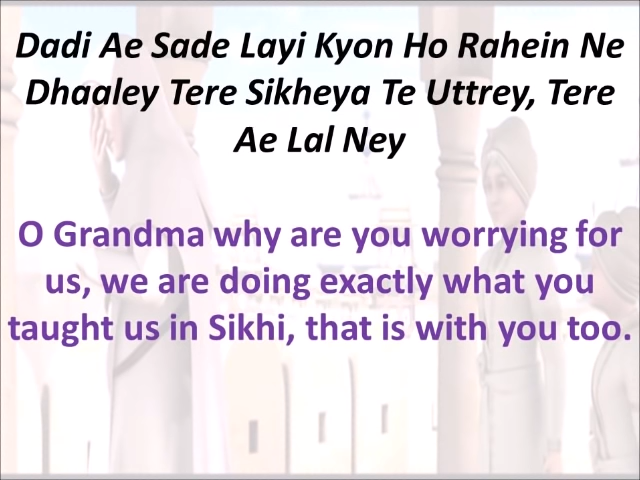 Dadi Ae Sade Layi Kyon Ho Rahein Ne
Dhaaley Tere Sikheya Te Uttrey, Tere
Ae Lal Ney
O Grandma why are you worrying for
us, we are doing exactly what you
taught us in Sikhi, that is with you too.